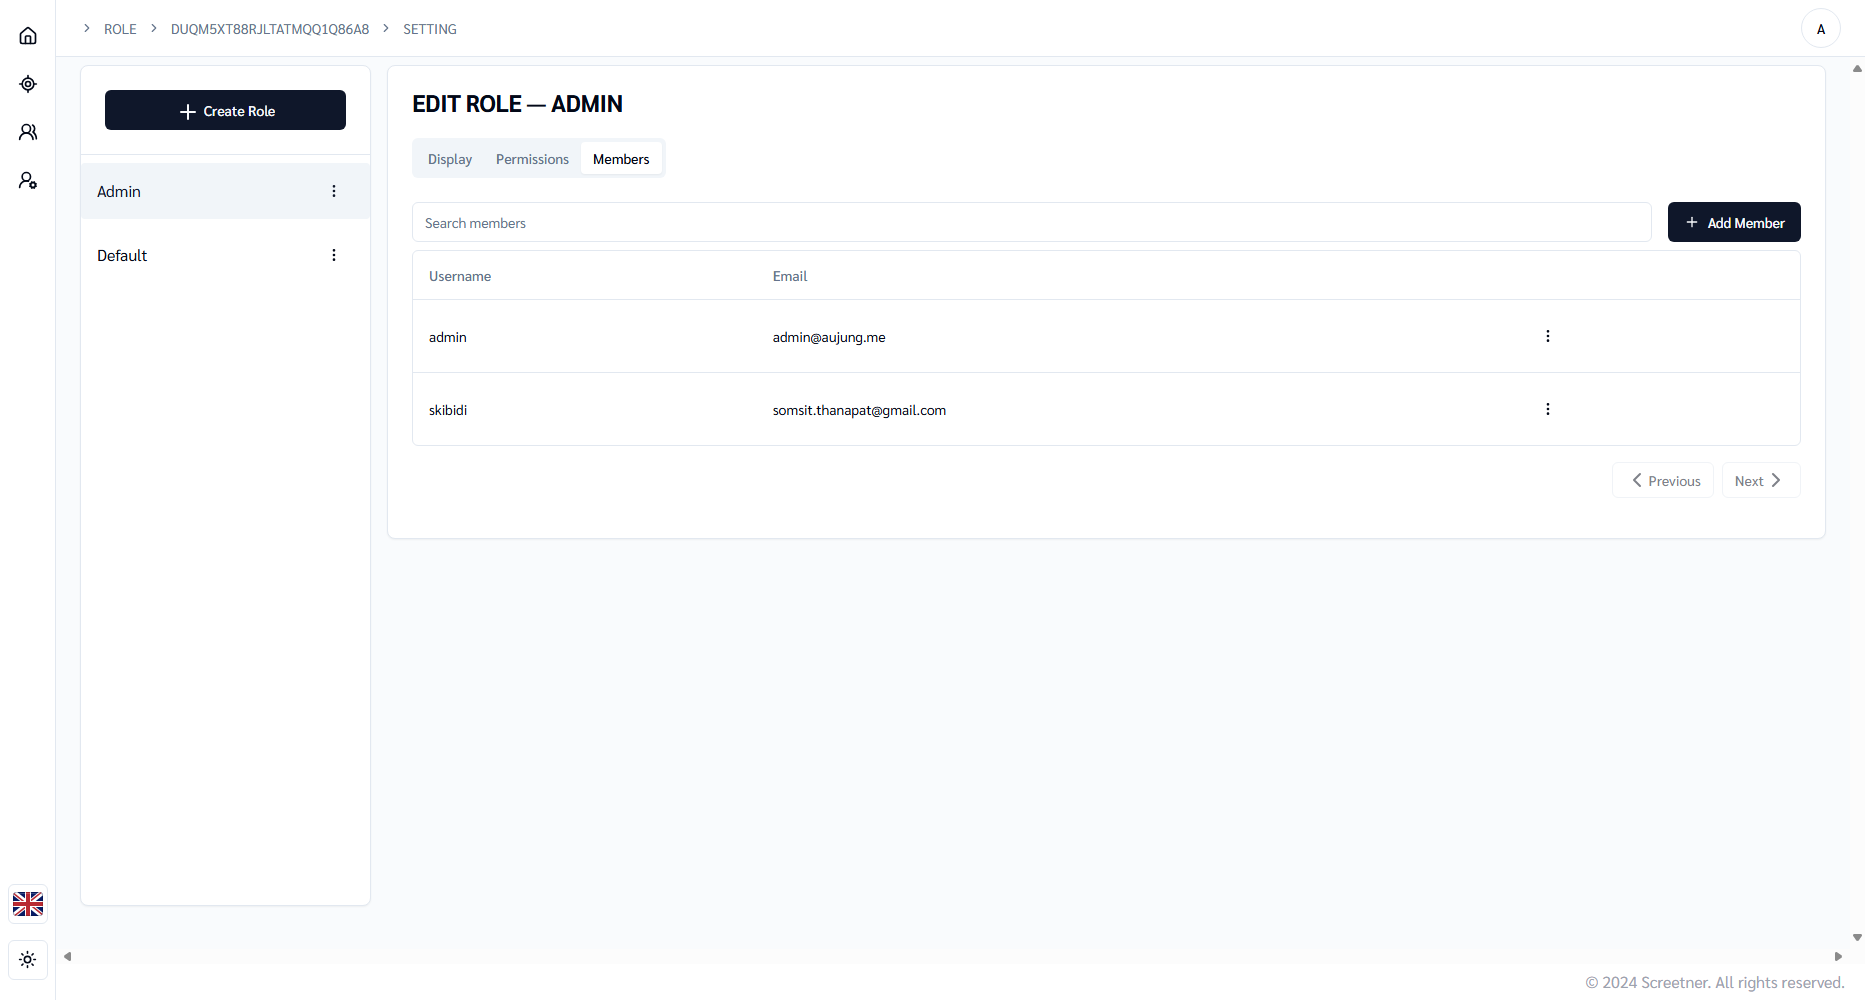 ROLE DUQM5XT88RJLTATMQQ1Q86A8 SETTING
A
Create Role
Admin
Default
EDIT ROLE — ADMIN
Display Permissions Members
Search members
Add Member
Username Email
admin admin@aujung.me
skibidi somsit.thanapat@gmail.com
Previous Next
© 2024 Screetner. All rights reserved.